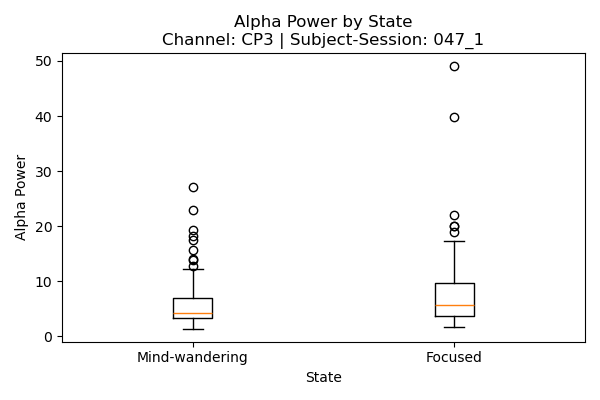 Alpha Power by State
Channel: CP3 | Subject-Session: 047_1
50
40
30
20
10
0
Alpha Power
Mind-wandering
Focused
State